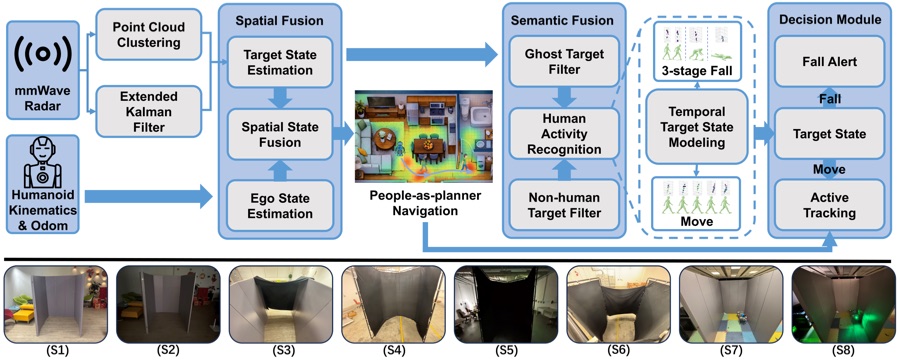 mmWave
Radar
Humanoid
Kinematics
& Odom
Point Cloud
Clustering
Extended
Kalman
Filter
Spatial Fusion
Target State
Estimation
Spatial State
Fusion
Ego State
Estimation
People-as-planner
Navigation
Semantic Fusion
Ghost Target
Filter
Human
Activity
Recognition
Non-human
Target Filter
3-stage Fall
Temporal
Target State
Modeling
Move
Decision Module
Fall Alert
Fall
Target State
Move
Active
Tracking
(S1)
(S2)
(S3)
(S4)
(S5)
(S6)
(S7)
(S8)